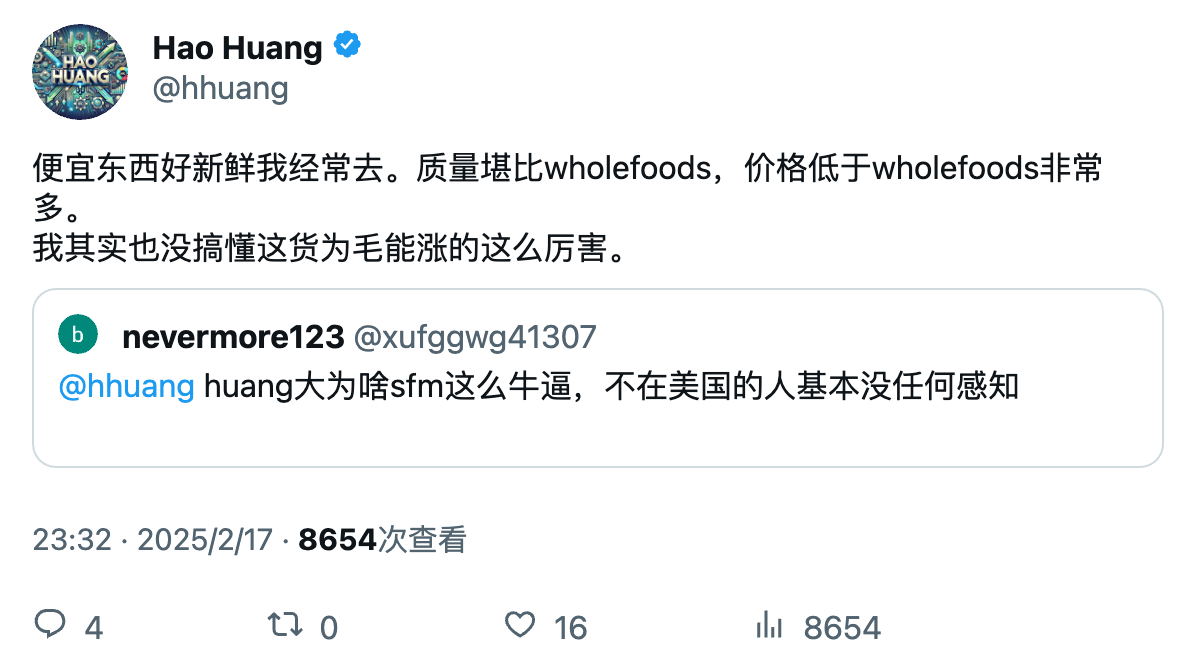 HAO
HUANG
Hao Huang
@hhuang
便宜东西好新鲜我经常去。质量堪比wholefoods，价格低于wholefoods非常
多。
我其实也没搞懂这货为毛能涨的这么厉害。
b nevermore123 @xufggwg41307
@hhuang huang大为啥sfm这么牛逼，不在美国的人基本没任何感知
23:32 · 2025/2/17 · 8654次查看
4 0 16 8654